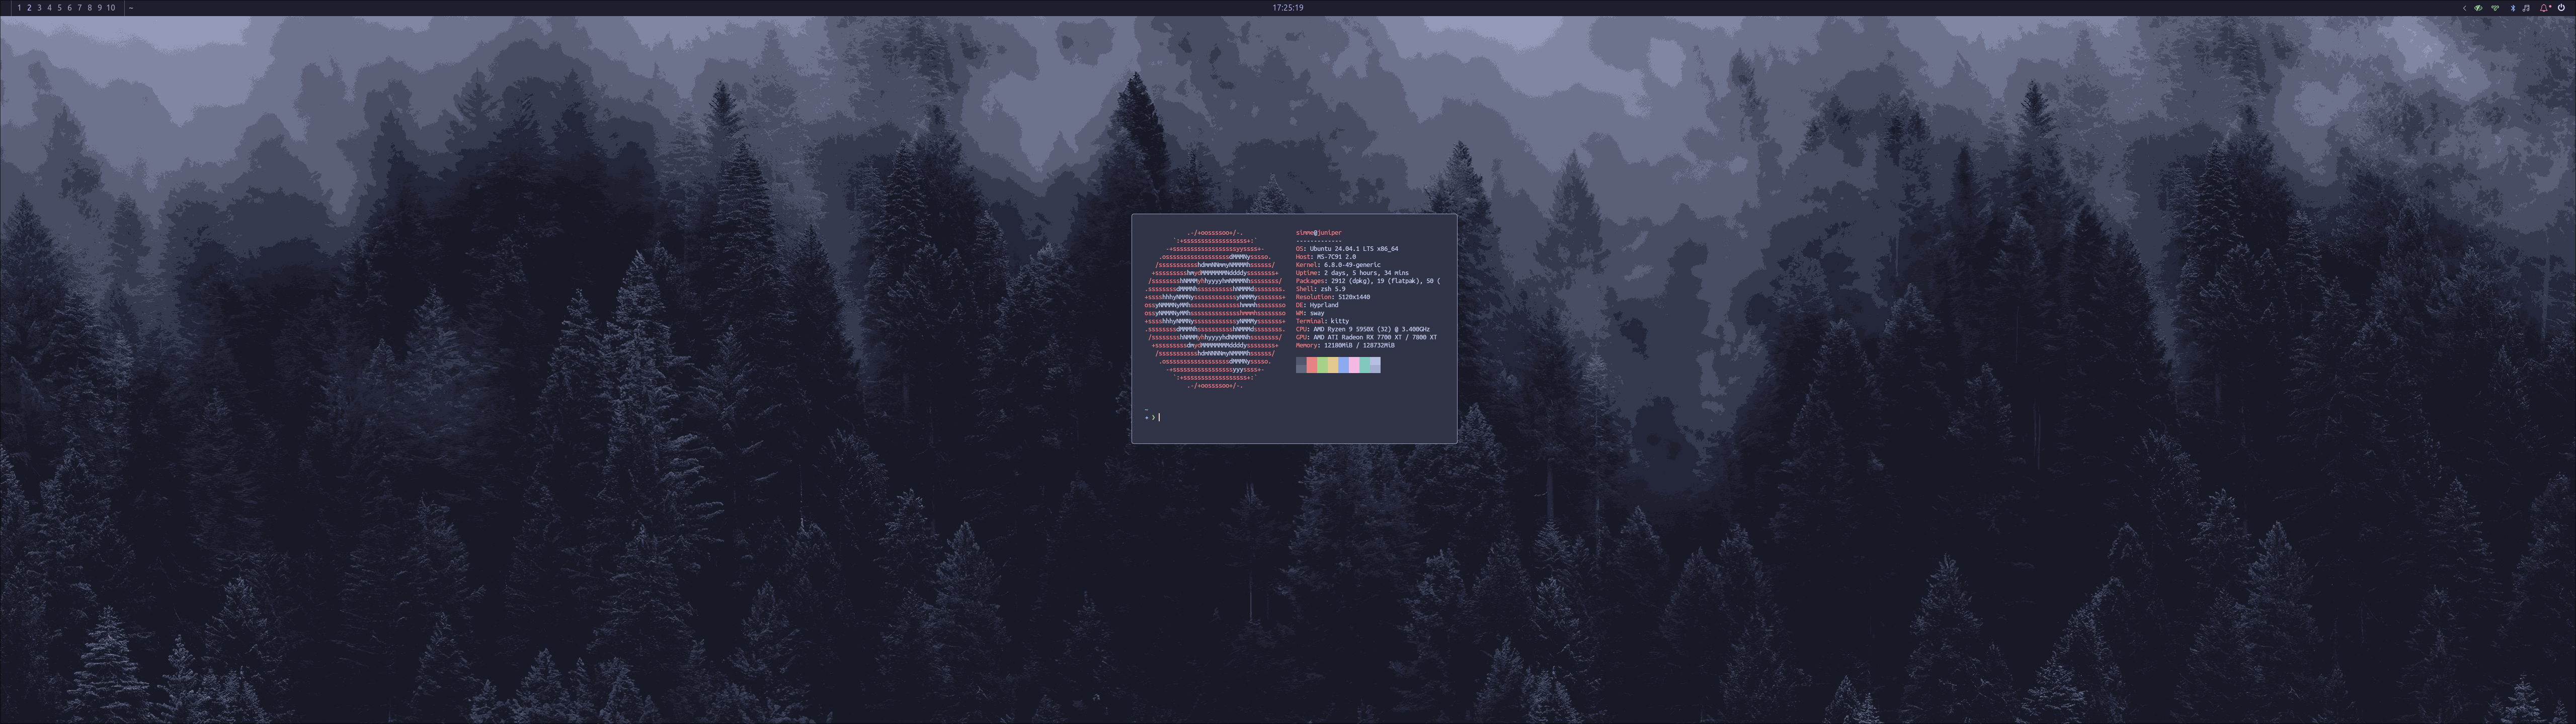 1 2 3 4 5 6 7 8 9 10 ~
17:25:19
simme@juniper
-------------
OS: Ubuntu 24.04.1 LTS x86_64
Host: MS-7C91 2.0
Kernel: 6.8.0-49-generic
Uptime: 2 days, 5 hours, 34 mins
Packages: 2912 (dpkg), 19 (flatpak), 50 (
Shell: zsh 5.9
Resolution: 5120x1440
DE: Hyprland
WM: sway
Terminal: kitty
CPU: AMD Ryzen 9 5950X (32) @ 3.400GHz
GPU: AMD ATI Radeon RX 7700 XT / 7800 XT
Memory: 12180MiB / 128732MiB
~